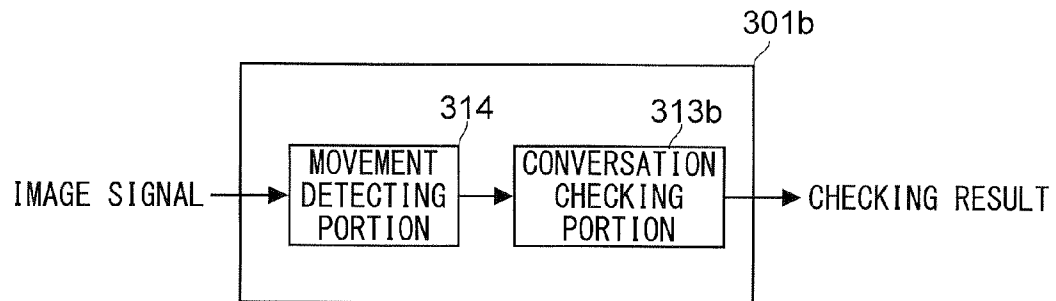 301b
314
313b
IMAGE SIGNAL
MOVEMENT
DETECTING
PORTION
CONVERSATION
CHECKING
PORTION
CHECKING RESULT